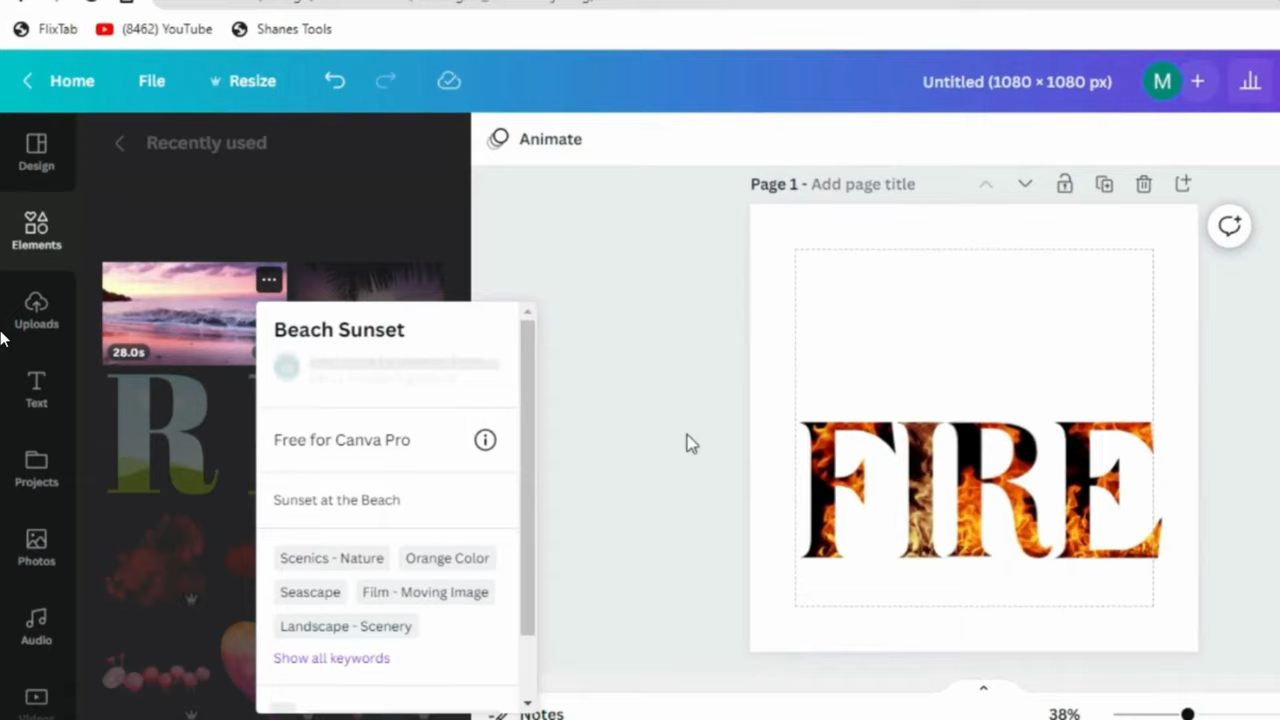 FlixTab (8462) YouTube Shanes Tools
Home File Resize Untitled (1080 × 1080 px) M +
Design
Elements
Uploads
Text
Projects
Photos
Audio
Recently used
28.0s
R
Beach Sunset
Free for Canva Pro
Sunset at the Beach
Scenics - Nature Orange Color
Seascape Film - Moving Image
Landscape - Scenery
Show all keywords
Animate
Page 1 - Add page title
FIRE
Notes 38%